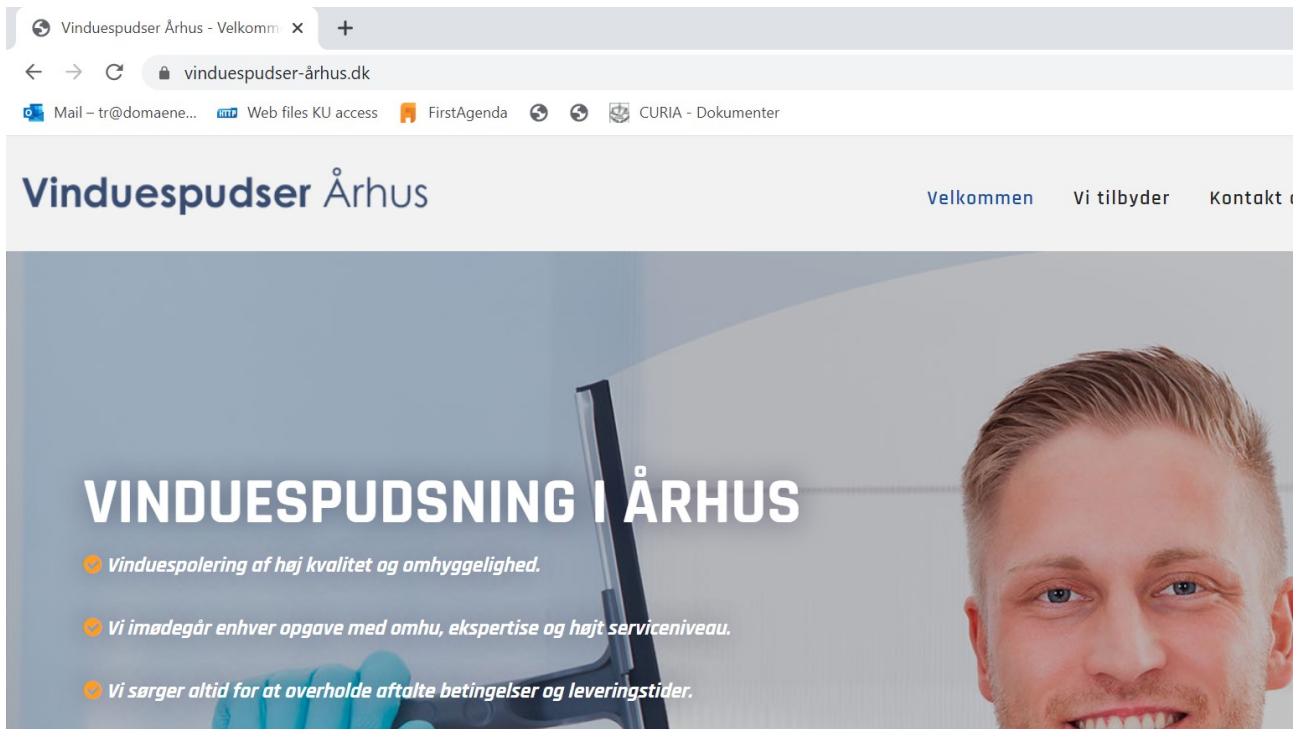 Vinduespudser Århus - Velkomm
vinduespudser-århus.dk
Mail – tr@domaene... HTTP Web files KU access FirstAgenda CURIA - Dokumenter
Vinduespudser Århus
Velkommen Vi tilbyder Kontakt
VINDUESPUDSNING I ÅRHUS
Vinduespolering af høj kvalitet og omhyggelighed.
Vi imødegår enhver opgave med omhu, ekspertise og højt serviceniveau.
Vi sørger altid for at overholde aftalte betingelser og leveringstider.